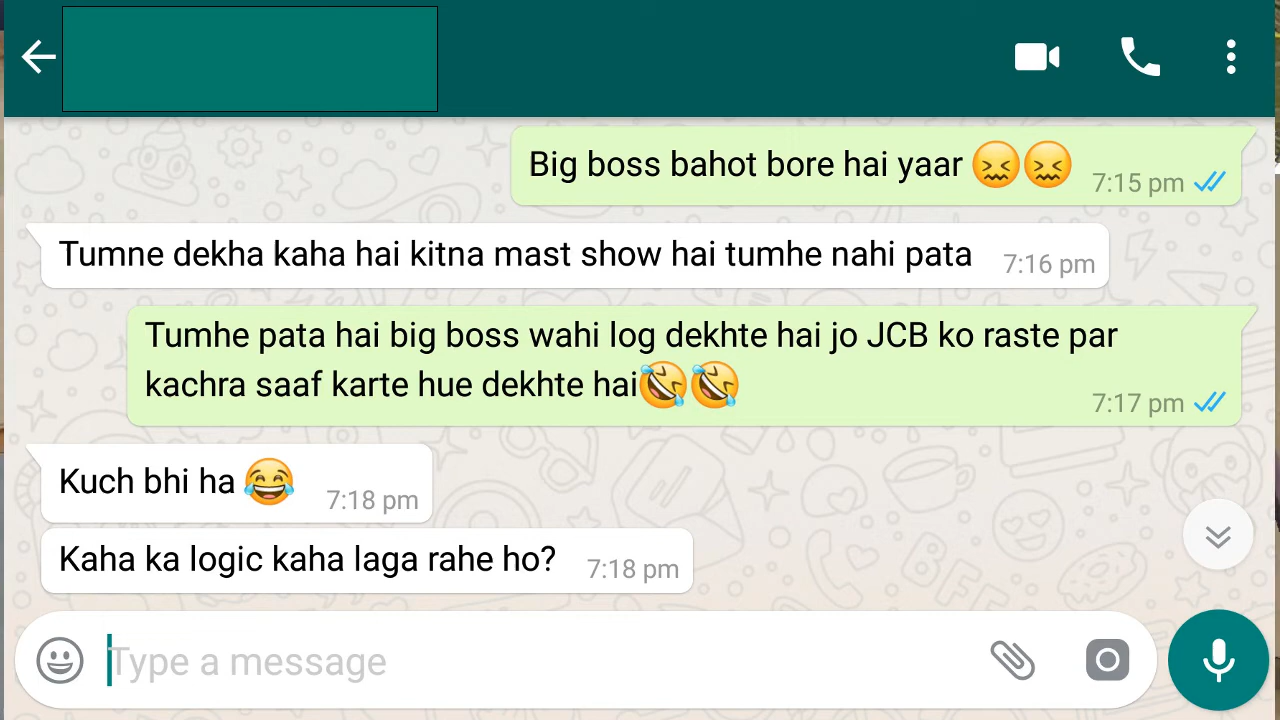 Big boss bahot bore hai yaar 😖😖
7:15 pm
Tumne dekha kaha hai kitna mast show hai tumhe nahi pata
7:16 pm
Tumhe pata hai big boss wahi log dekhte hai jo JCB ko raste par
kachra saaf karte hue dekhte hai🤣🤣
7:17 pm
Kuch bhi ha 😂
7:18 pm
Kaha ka logic kaha laga rahe ho?
7:18 pm
Type a message